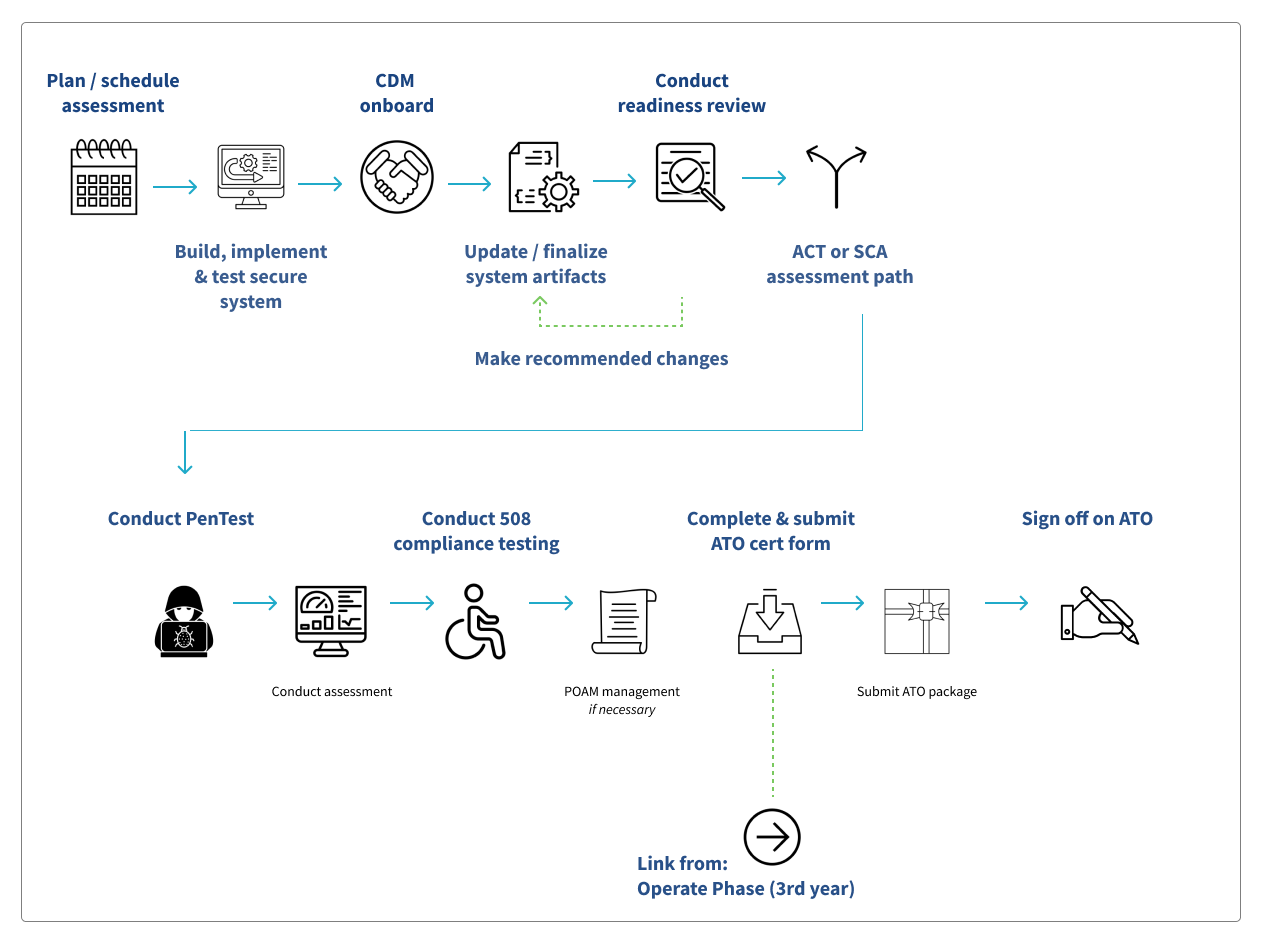 Plan / schedule
assessment
CDM
onboard
Conduct
readiness review
Build, implement
& test secure
system
Update / finalize
system artifacts
ACT or SCA
assessment path
Make recommended changes
Conduct PenTest
Conduct 508
compliance testing
Complete & submit
ATO cert form
Sign off on ATO
Conduct assessment
POAM management
if necessary
Submit ATO package
Link from:
Operate Phase (3rd year)